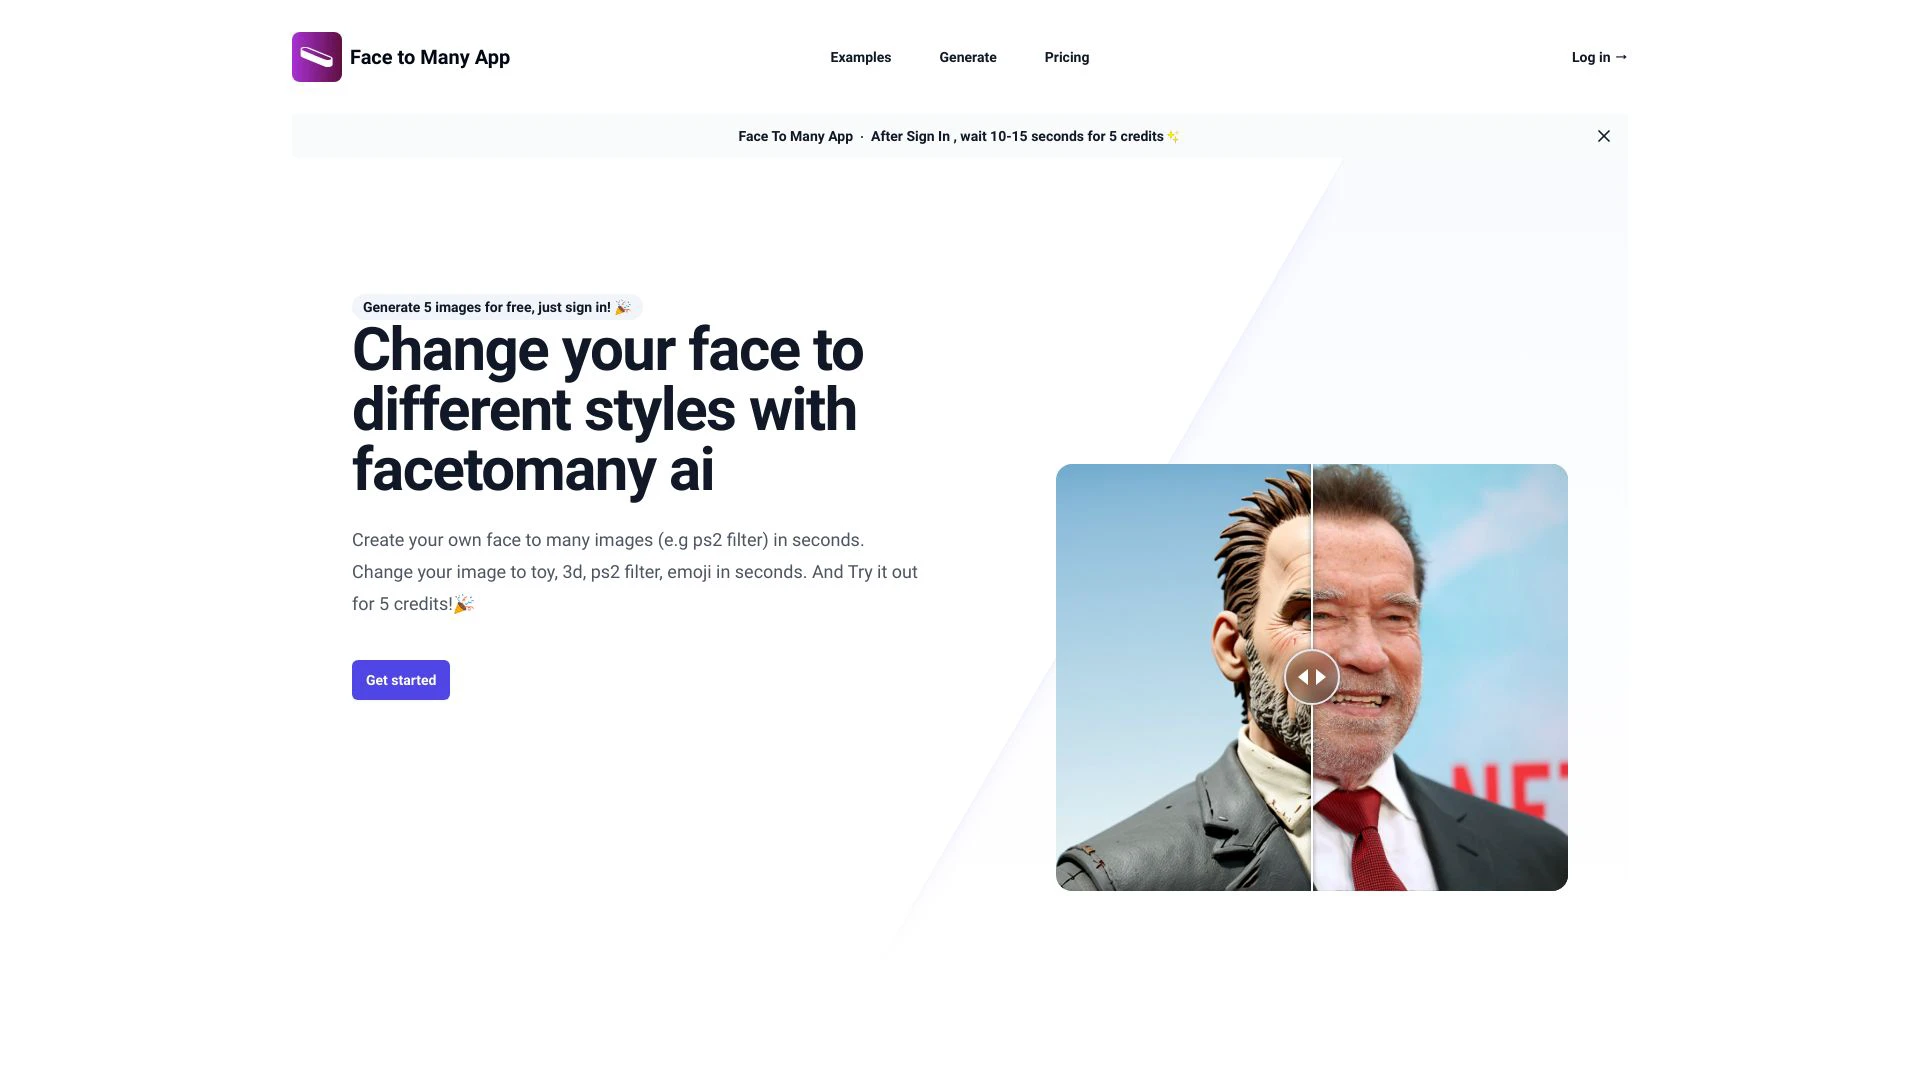 Face to Many App
Examples
Generate
Pricing
Log in →
Face To Many App · After Sign In , wait 10-15 seconds for 5 credits✨
Generate 5 images for free, just sign in! 🎉
Change your face to
different styles with
facetomany ai
Create your own face to many images (e.g ps2 filter) in seconds.
Change your image to toy, 3d, ps2 filter, emoji in seconds. And Try it out
for 5 credits!🎉
Get started
NET